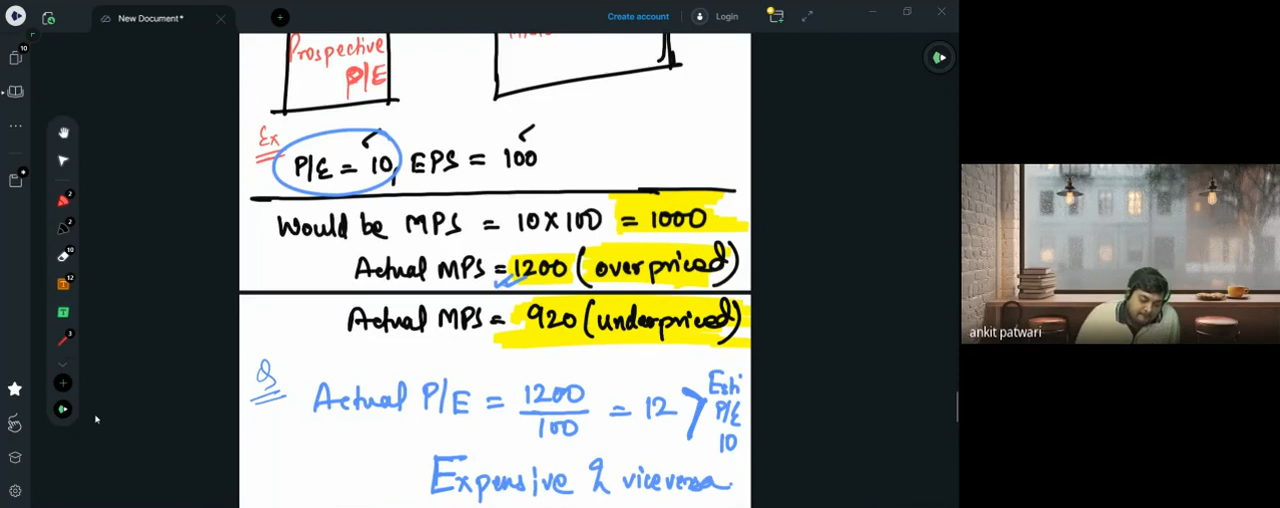 New Document*
Create account
Login
Prospective
P/E
Ex
P/E = 10, EPS = 100
Would be MPS = 10 x 100 = 1000
Actual MPS = 1200 (overpriced)
Actual MPS = 920 (underpriced)
Actual P/E = 1200 / 100 = 12 > Esti P/E 10
Expensive & viceversa
ankit patwari